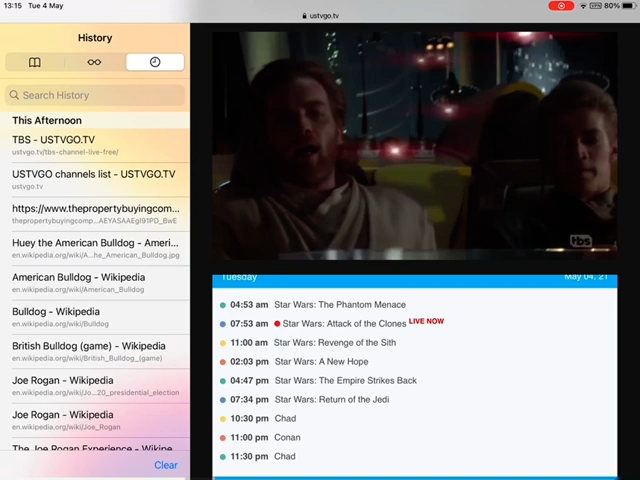 13:15 Tue 4 May
80%
ustvgo.tv
History
Search History
This Afternoon
TBS - USTVGO.TV
ustvgo.tv/tbs-channel-live-free/
USTVGO channels list - USTVGO.TV
ustvgo.tv
https://www.thepropertybuyingcom...
thepropertybuyingcomp...AEYASAAEgI91PD_BwE
Huey the American Bulldog - Ameri...
en.wikipedia.org/wiki/A...he_American_Bulldog.jpg
American Bulldog - Wikipedia
en.wikipedia.org/wiki/American_Bulldog
Bulldog - Wikipedia
en.wikipedia.org/wiki/Bulldog
British Bulldog (game) - Wikipedia
en.wikipedia.org/wiki/British_Bulldog_(game)
Joe Rogan - Wikipedia
en.wikipedia.org/wiki/Jo...20_presidential_election
Joe Rogan - Wikipedia
en.wikipedia.org/wiki/Joe_Rogan
The Joe Rogan Experience - Wikipe...
Clear
tbs
Tuesday May 04, 21
04:53 am Star Wars: The Phantom Menace
07:53 am Star Wars: Attack of the Clones LIVE NOW
11:00 am Star Wars: Revenge of the Sith
02:03 pm Star Wars: A New Hope
04:47 pm Star Wars: The Empire Strikes Back
07:34 pm Star Wars: Return of the Jedi
10:30 pm Chad
11:00 pm Conan
11:30 pm Chad